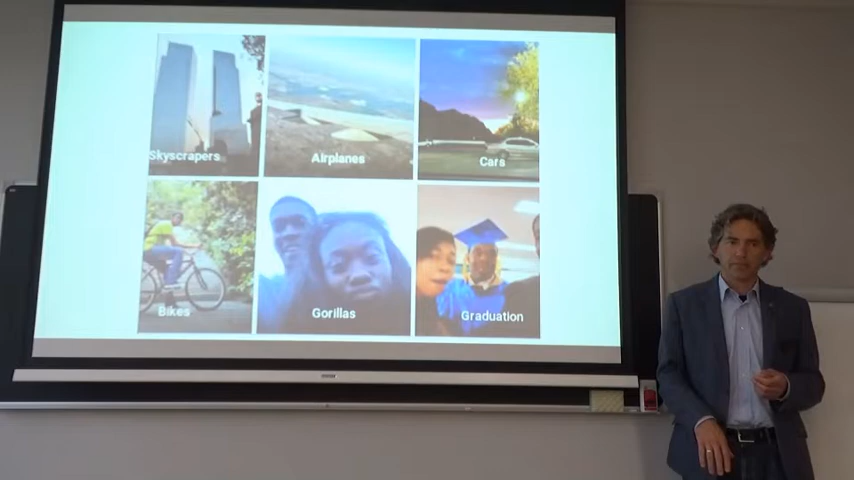 Skyscrapers
Airplanes
Cars
Bikes
Gorillas
Graduation